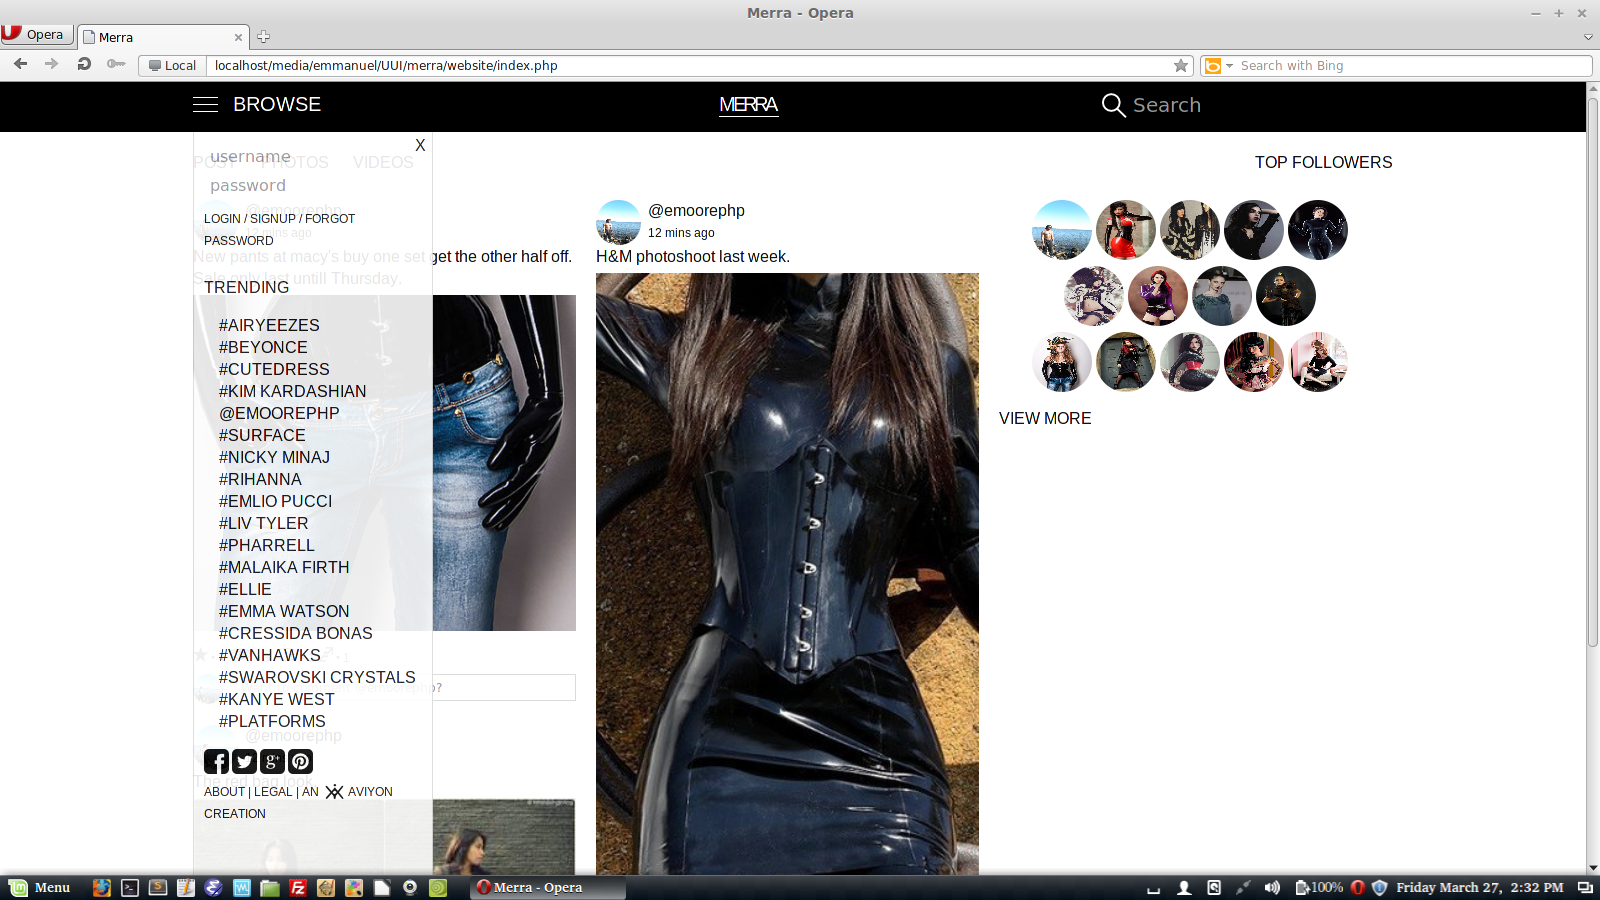 Merra - Opera
Opera
Merra
Local
localhost/media/emmanuel/UUI/merra/website/index.php
Search with Bing
BROWSE
MERRA
Search
X
username
POST PHOTOS VIDEOS
password
@emoorephp
LOGIN / SIGNUP / FORGOT
PASSWORD
12 mins ago
New pants at macy's buy one set get the other half off.
Sale only last untill Thursday.
TRENDING
#AIRYEEZES
#BEYONCE
#CUTEDRESS
#KIM KARDASHIAN
@EMOOREPHP
#SURFACE
#NICKY MINAJ
#RIHANNA
#EMLIO PUCCI
#LIV TYLER
#PHARRELL
#MALAIKA FIRTH
#ELLIE
#EMMA WATSON
#CRESSIDA BONAS
#VANHAWKS
#SWAROVSKI CRYSTALS
#KANYE WEST
#PLATFORMS
@emoorephp
The red bag look
ABOUT | LEGAL | AN AVIYON
CREATION
@emoorephp
12 mins ago
H&M photoshoot last week.
TOP FOLLOWERS
VIEW MORE
Menu
Merra - Opera
100%
Friday March 27, 2:32 PM